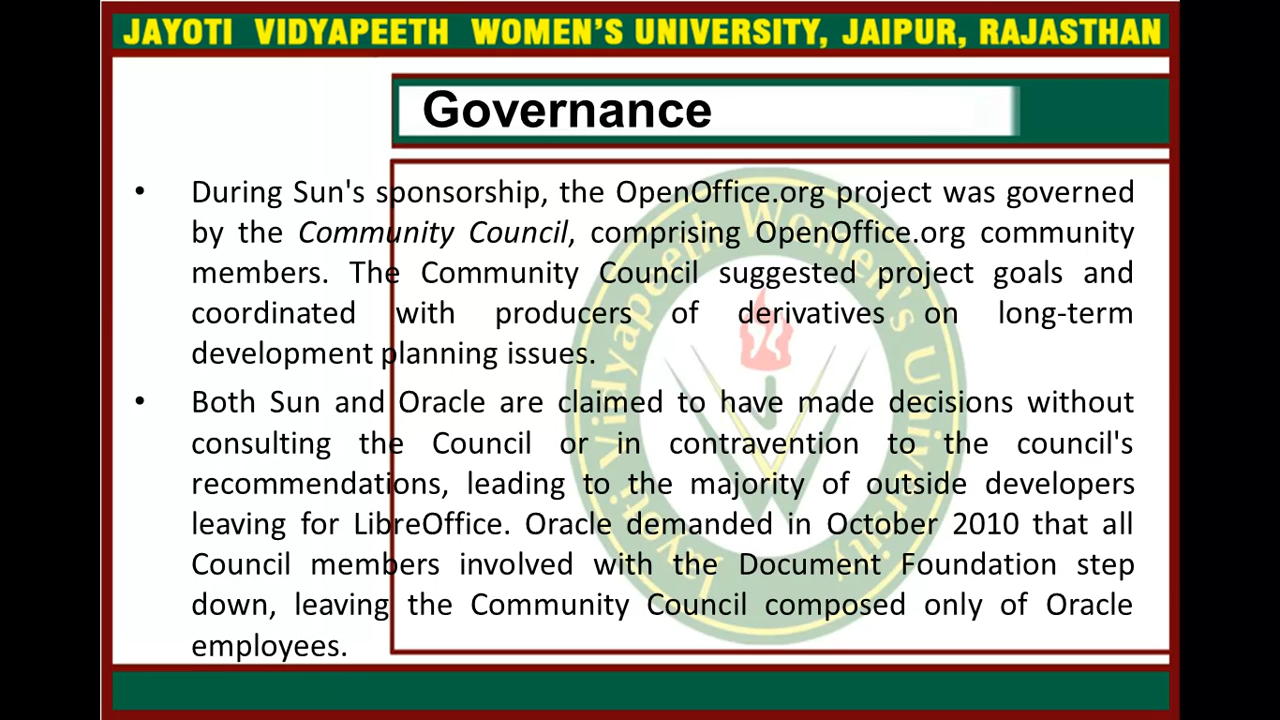 JAYOTI VIDYAPEETH WOMEN'S UNIVERSITY, JAIPUR, RAJASTHAN
Governance
• During Sun's sponsorship, the OpenOffice.org project was governed
by the Community Council, comprising OpenOffice.org community
members. The Community Council suggested project goals and
coordinated with producers of derivatives on long-term
development planning issues.
• Both Sun and Oracle are claimed to have made decisions without
consulting the Council or in contravention to the council's
recommendations, leading to the majority of outside developers
leaving for LibreOffice. Oracle demanded in October 2010 that all
Council members involved with the Document Foundation step
down, leaving the Community Council composed only of Oracle
employees.
Jayoti Vidyapeeth Women's University